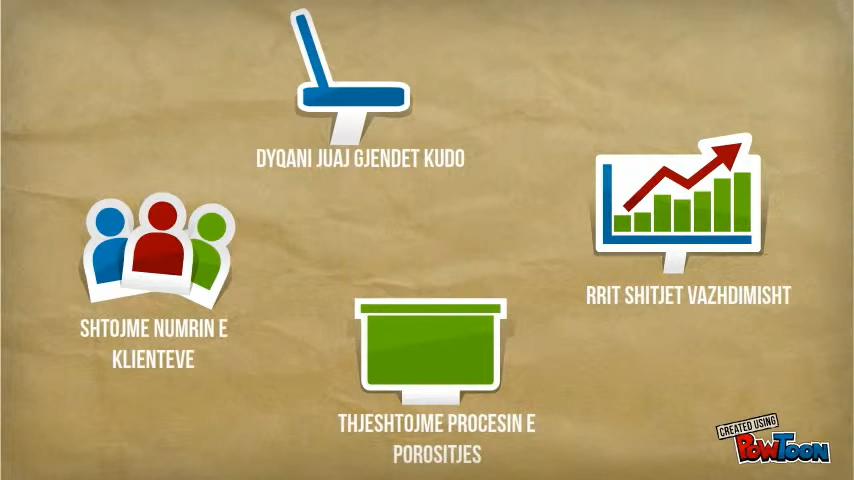 DYQANI JUAJ GJENDET KUDO
RRIT SHITJET VAZHDIMISHT
SHTOJME NUMRIN E
KLIENTEVE
THJESHTOJME PROCESIN E
POROSITJES
CREATED USING
POWTOON